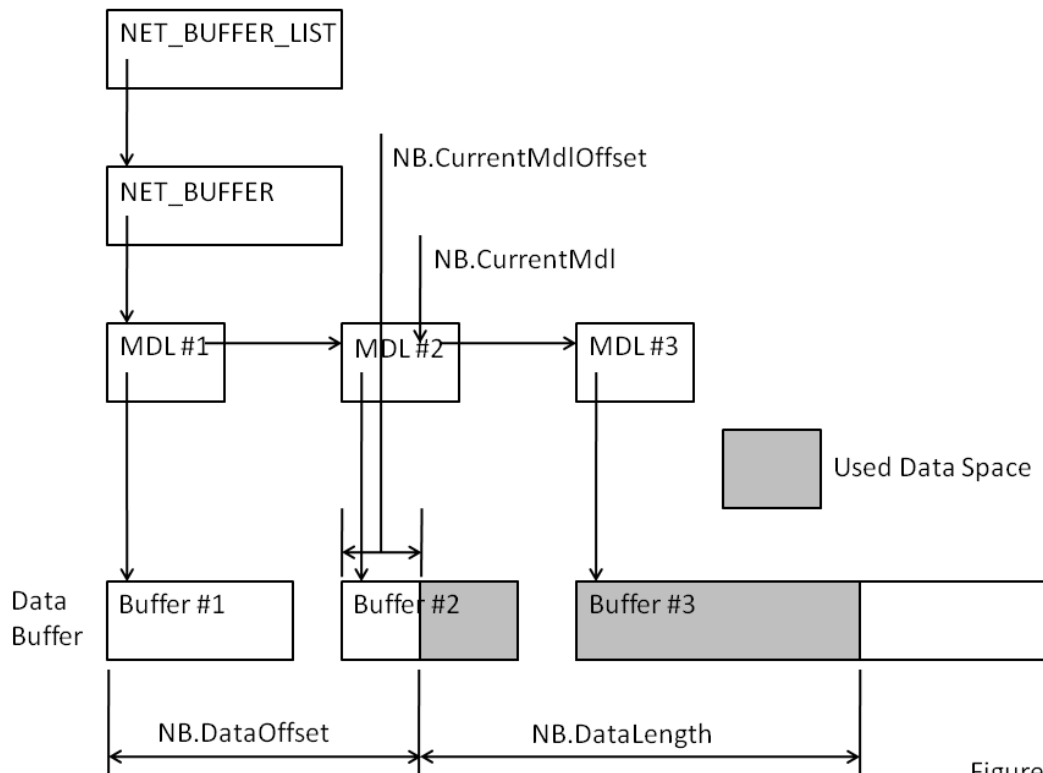 NET_BUFFER_LIST
NB.CurrentMdlOffset
NET_BUFFER
NB.CurrentMdl
MDL #1
MDL #2
MDL #3
Used Data Space
Data
Buffer
Buffer #1
Buffer #2
Buffer #3
NB.DataOffset
NB.DataLength
Figure